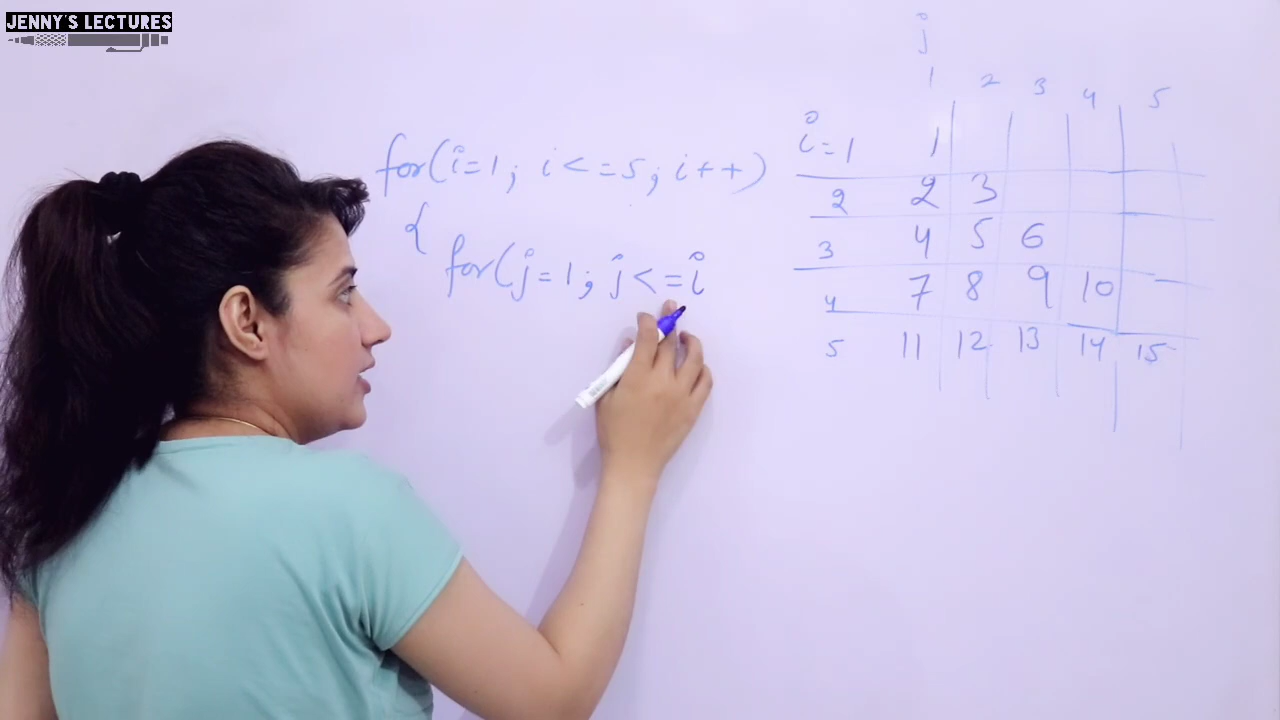 JENNY'S LECTURES
for(i=1; i<=5; i++)
{
for(j=1; j<=i
j
1 2 3 4 5
i=1 1
2 2 3
3 4 5 6
4 7 8 9 10
5 11 12 13 14 15